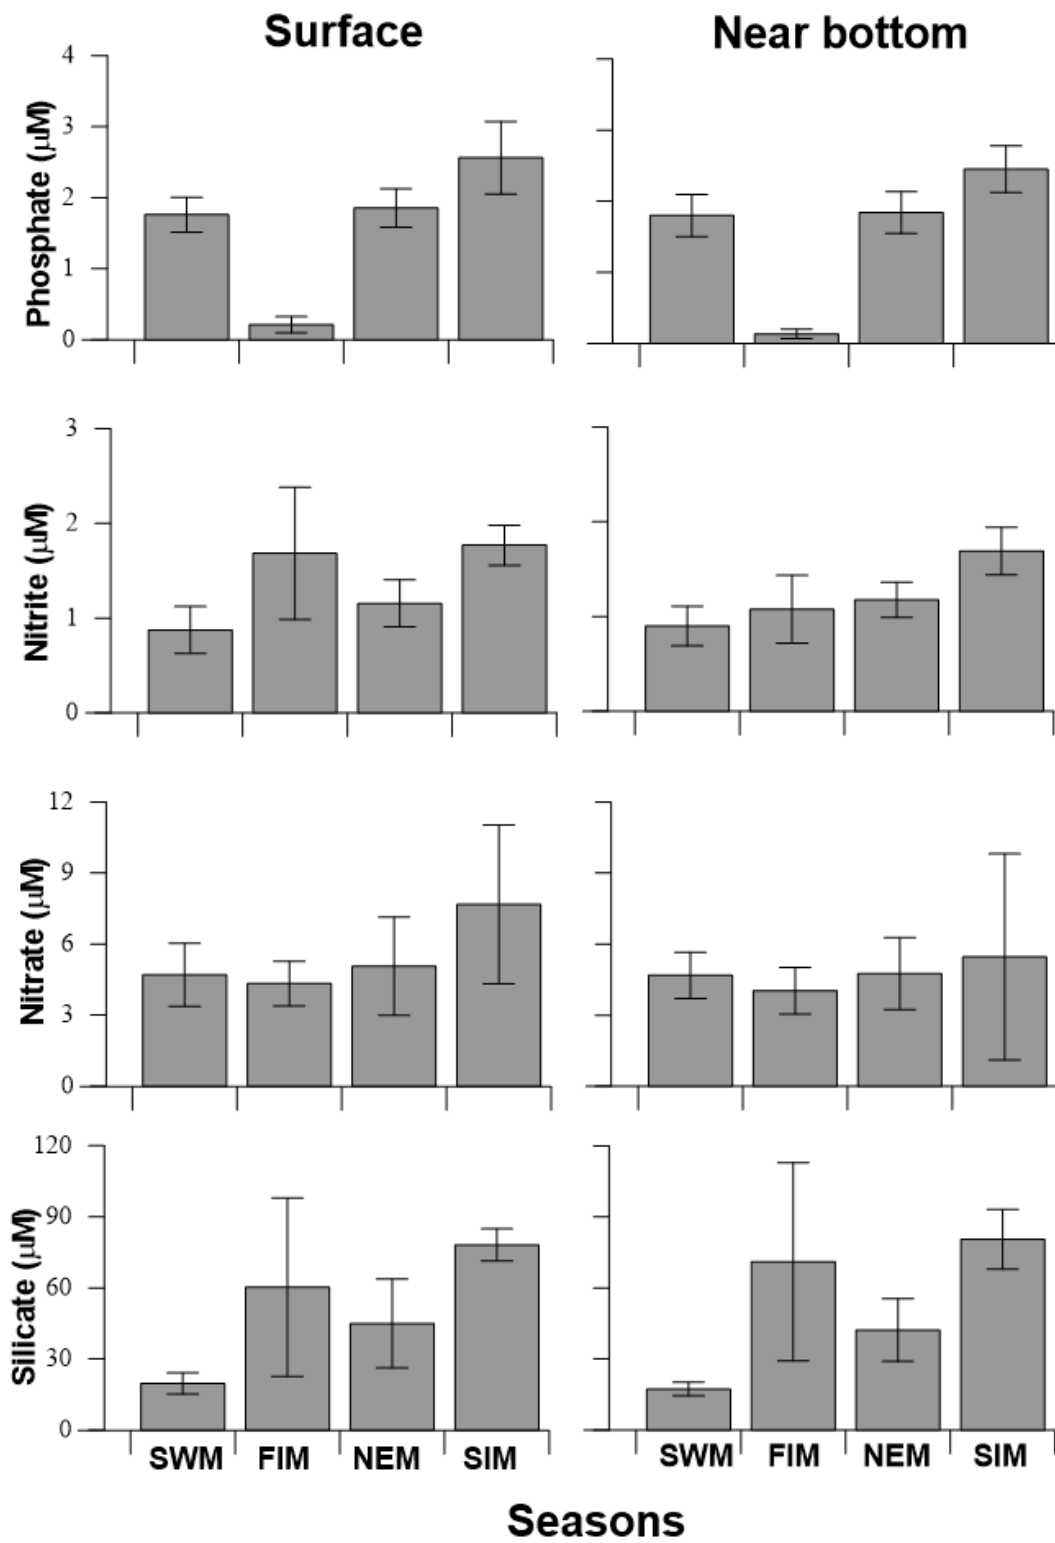 Surface
Near bottom
Phosphate (μM)
4
3
2
1
0
Nitrite (μM)
3
2
1
0
Nitrate (μM)
12
9
6
3
0
Silicate (μM)
120
90
60
30
0
SWM FIM NEM SIM
SWM FIM NEM SIM
Seasons